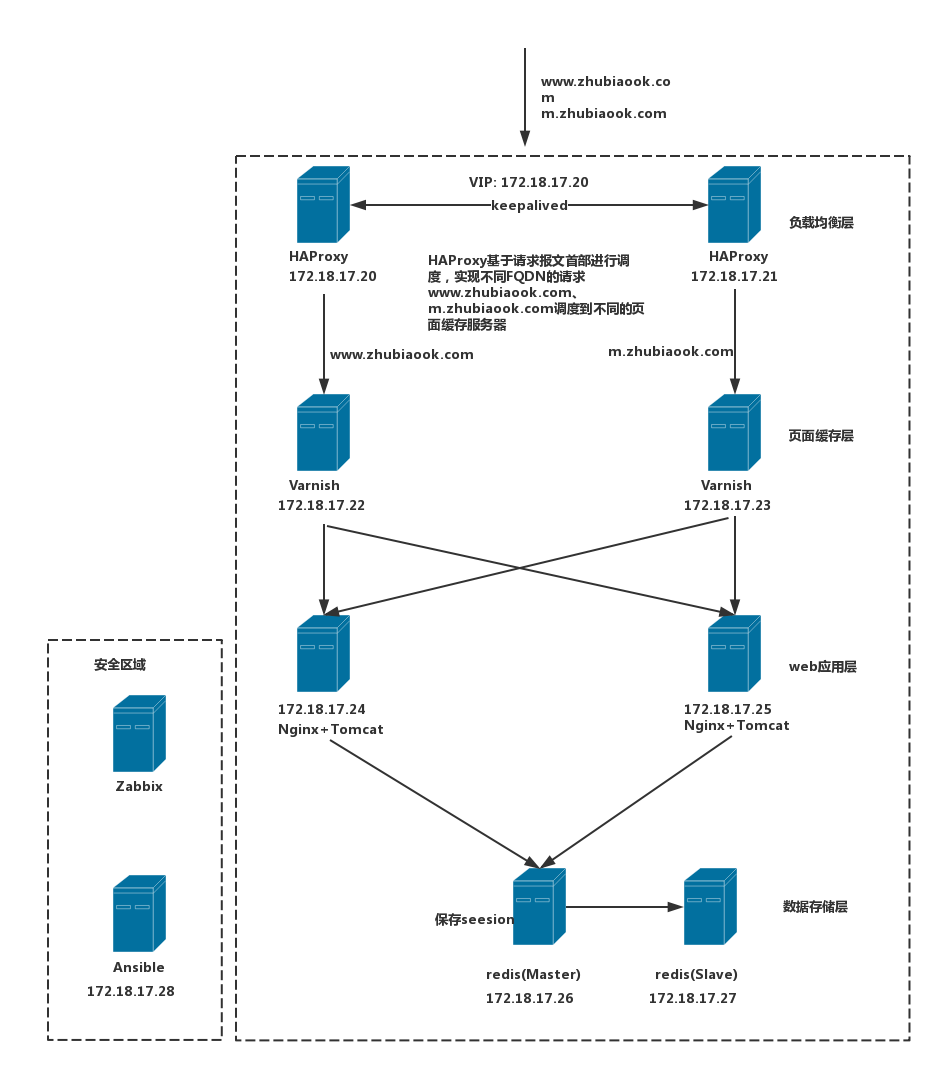 www.zhubiaook.co
m
m.zhubiaook.com
VIP: 172.18.17.20
keepalived
负载均衡层
HAProxy
172.18.17.20
HAProxy
172.18.17.21
HAProxy基于请求报文首部进行调
度，实现不同FQDN的请求
www.zhubiaook.com、
m.zhubiaook.com调度到不同的页
面缓存服务器
www.zhubiaook.com
m.zhubiaook.com
页面缓存层
Varnish
172.18.17.22
Varnish
172.18.17.23
安全区域
web应用层
172.18.17.24
Nginx+Tomcat
172.18.17.25
Nginx+Tomcat
Zabbix
保存seesion
数据存储层
Ansible
172.18.17.28
redis(Master)
172.18.17.26
redis(Slave)
172.18.17.27